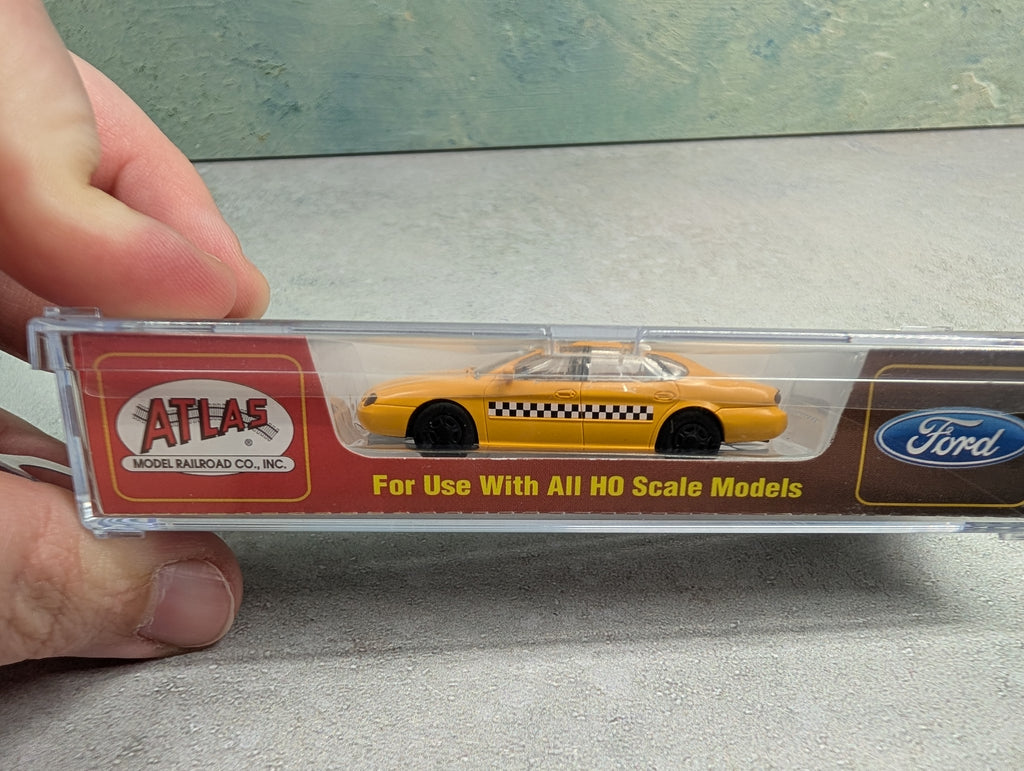 ATLAS
®
MODEL RAILROAD CO., INC.
For Use With All HO Scale Models
Ford